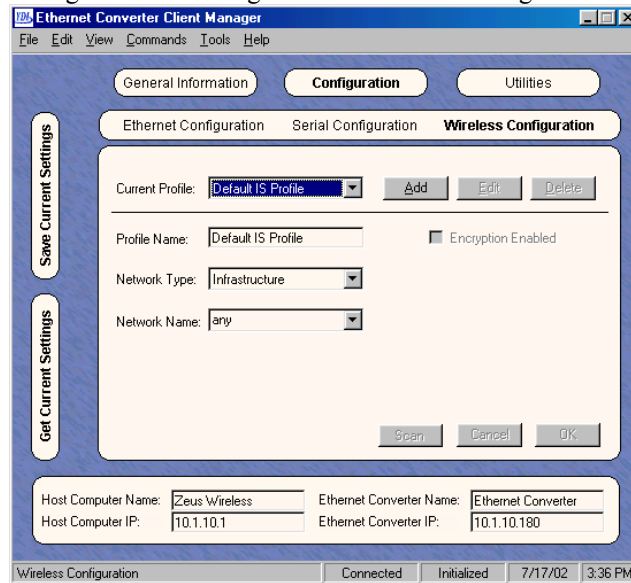 YDI Ethernet Converter Client Manager
File Edit View Commands Tools Help
General Information Configuration Utilities
Ethernet Configuration Serial Configuration Wireless Configuration
Save Current Settings
Get Current Settings
Current Profile: Default IS Profile Add Edit Delete
Profile Name: Default IS Profile Encryption Enabled
Network Type: Infrastructure
Network Name: any
Scan Cancel OK
Host Computer Name: Zeus Wireless Ethernet Converter Name: Ethernet Converter
Host Computer IP: 10.1.10.1 Ethernet Converter IP: 10.1.10.180
Wireless Configuration Connected Initialized 7/17/02 3:36 PM